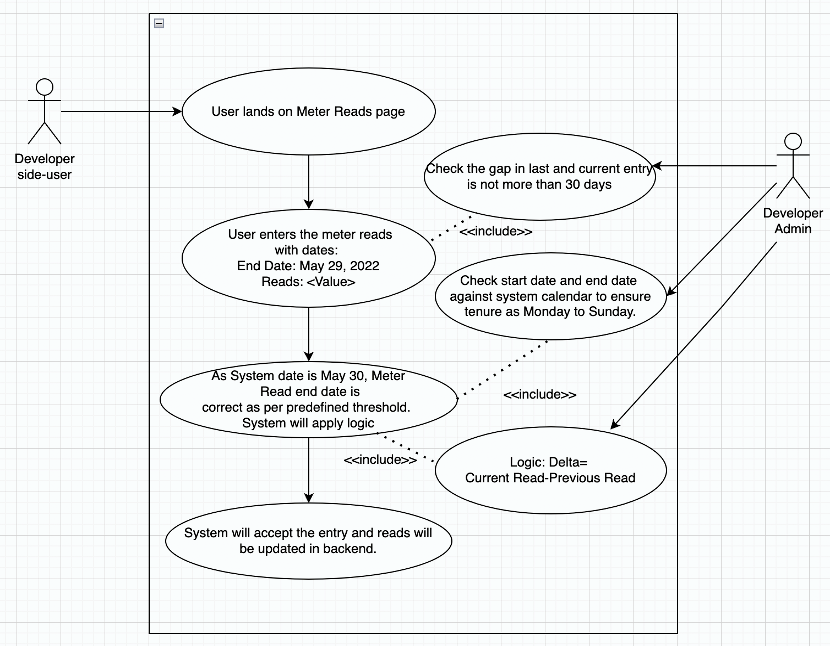 User lands on Meter Reads page
Developer
side-user
Check the gap in last and current entry
is not more than 30 days
Developer
Admin
User enters the meter reads
with dates:
End Date: May 29, 2022
Reads: <Value>
<<include>>
Check start date and end date
against system calendar to ensure
tenure as Monday to Sunday.
As System date is May 30, Meter
Read end date is
correct as per predefined threshold.
System will apply logic
<<include>>
<<include>>
Logic: Delta=
Current Read-Previous Read
System will accept the entry and reads will
be updated in backend.